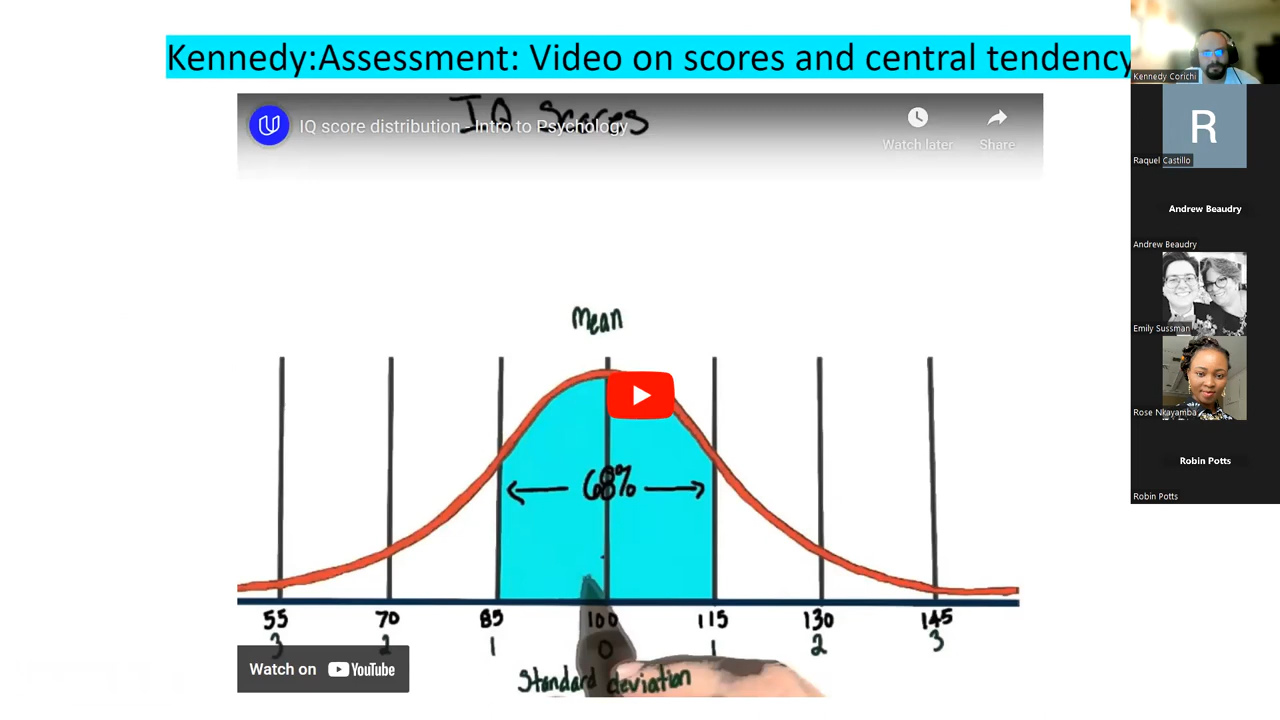 Kennedy:Assessment: Video on scores and central tendency
IQ Scores
IQ score distribution - Intro to Psychology
Watch later
Share
Mean
68%
55 70 85 100 115 130 145
3 2 1 0 1 2 3
Standard deviation
Watch on YouTube
Kennedy Corichi
R
Raquel Castillo
Andrew Beaudry
Andrew Beaudry
Emily Sussman
Rose Nkayamba
Robin Potts
Robin Potts